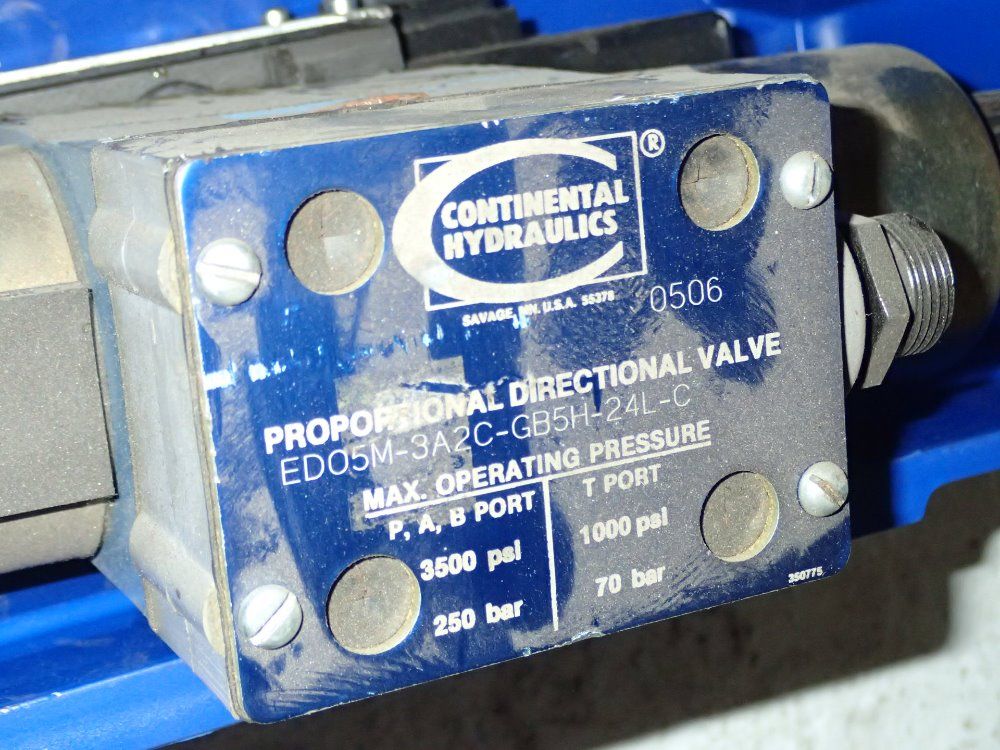 CONTINENTAL ®
HYDRAULICS
SAVAGE, MN. U.S.A. 55378
0506
PROPORTIONAL DIRECTIONAL VALVE
ED05M-3A2C-GB5H-24L-C
MAX. OPERATING PRESSURE
P, A, B PORT
T PORT
3500 psi
1000 psi
250 bar
70 bar
350775